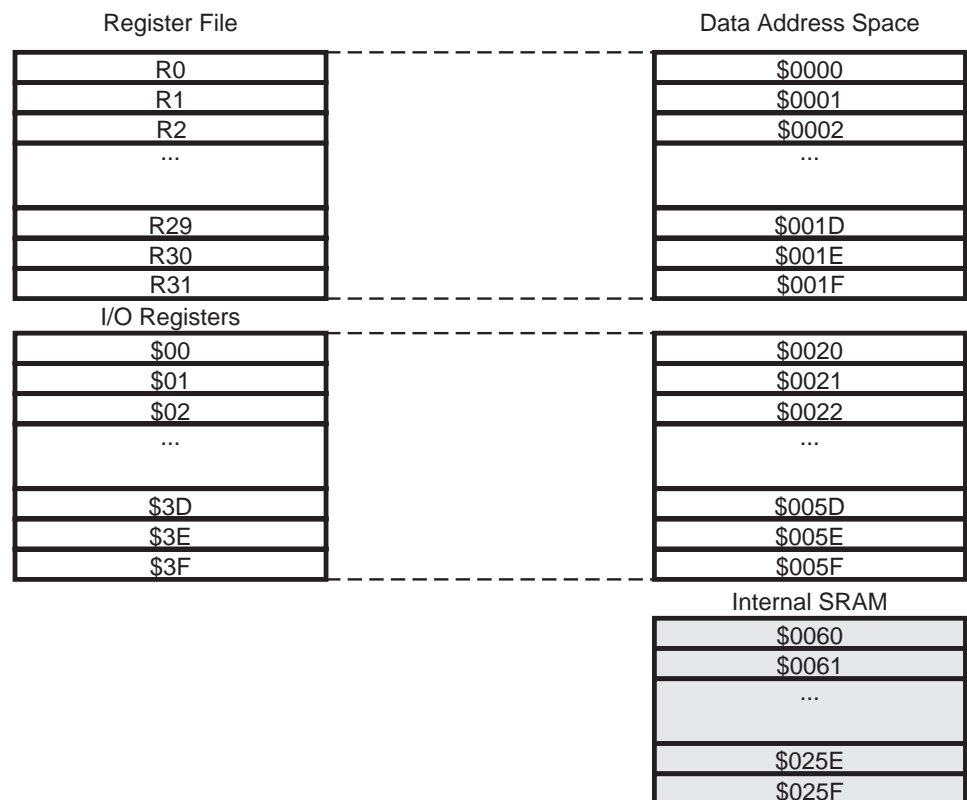 Register File
Data Address Space
R0
$0000
R1
$0001
R2
$0002
...
...
R29
$001D
R30
$001E
R31
$001F
I/O Registers
$00
$0020
$01
$0021
$02
$0022
...
...
$3D
$005D
$3E
$005E
$3F
$005F
Internal SRAM
$0060
$0061
...
$025E
$025F